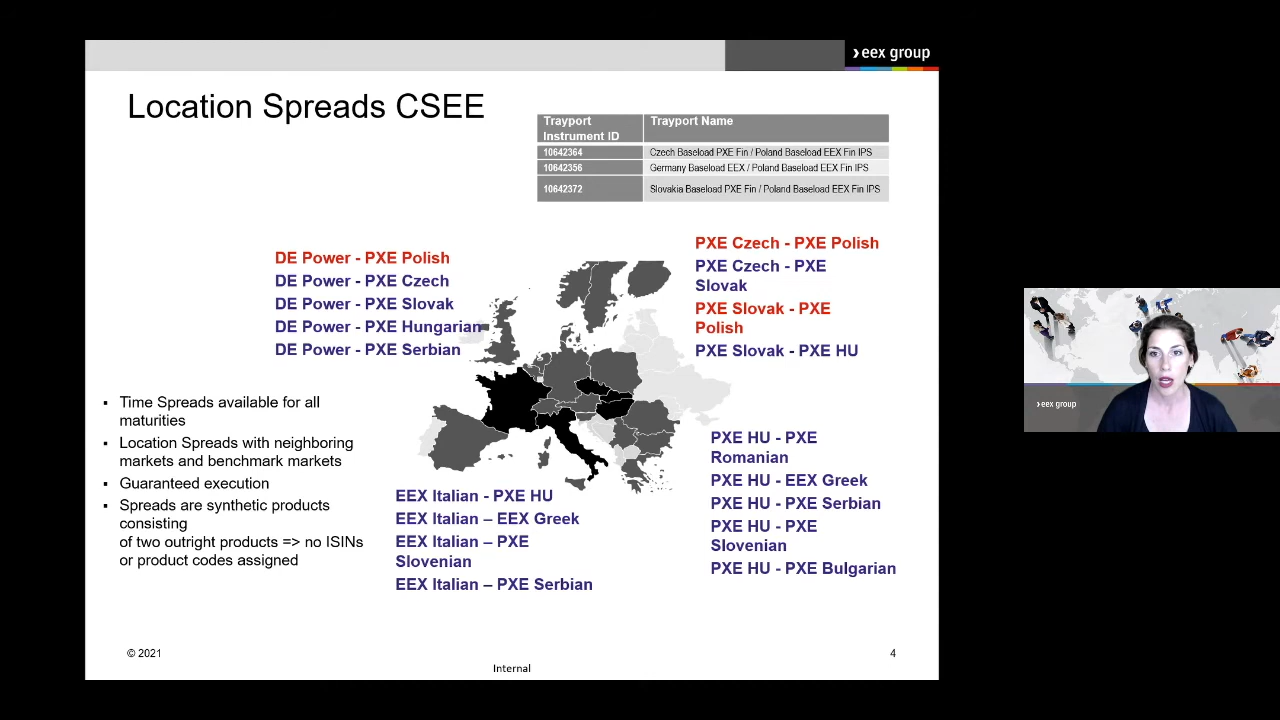 ›eex group
Location Spreads CSEE
Trayport
Instrument ID
Trayport Name
10642364
Czech Baseload PXE Fin / Poland Baseload EEX Fin IPS
10642356
Germany Baseload EEX / Poland Baseload EEX Fin IPS
10642372
Slovakia Baseload PXE Fin / Poland Baseload EEX Fin IPS
DE Power - PXE Polish
DE Power - PXE Czech
DE Power - PXE Slovak
DE Power - PXE Hungarian
DE Power - PXE Serbian
PXE Czech - PXE Polish
PXE Czech - PXE
Slovak
PXE Slovak - PXE
Polish
PXE Slovak - PXE HU
▪ Time Spreads available for all
maturities
▪ Location Spreads with neighboring
markets and benchmark markets
▪ Guaranteed execution
▪ Spreads are synthetic products
consisting
of two outright products => no ISINs
or product codes assigned
EEX Italian - PXE HU
EEX Italian – EEX Greek
EEX Italian – PXE
Slovenian
EEX Italian – PXE Serbian
PXE HU - PXE
Romanian
PXE HU - EEX Greek
PXE HU - PXE Serbian
PXE HU - PXE
Slovenian
PXE HU - PXE Bulgarian
© 2021
4
Internal
›eex group